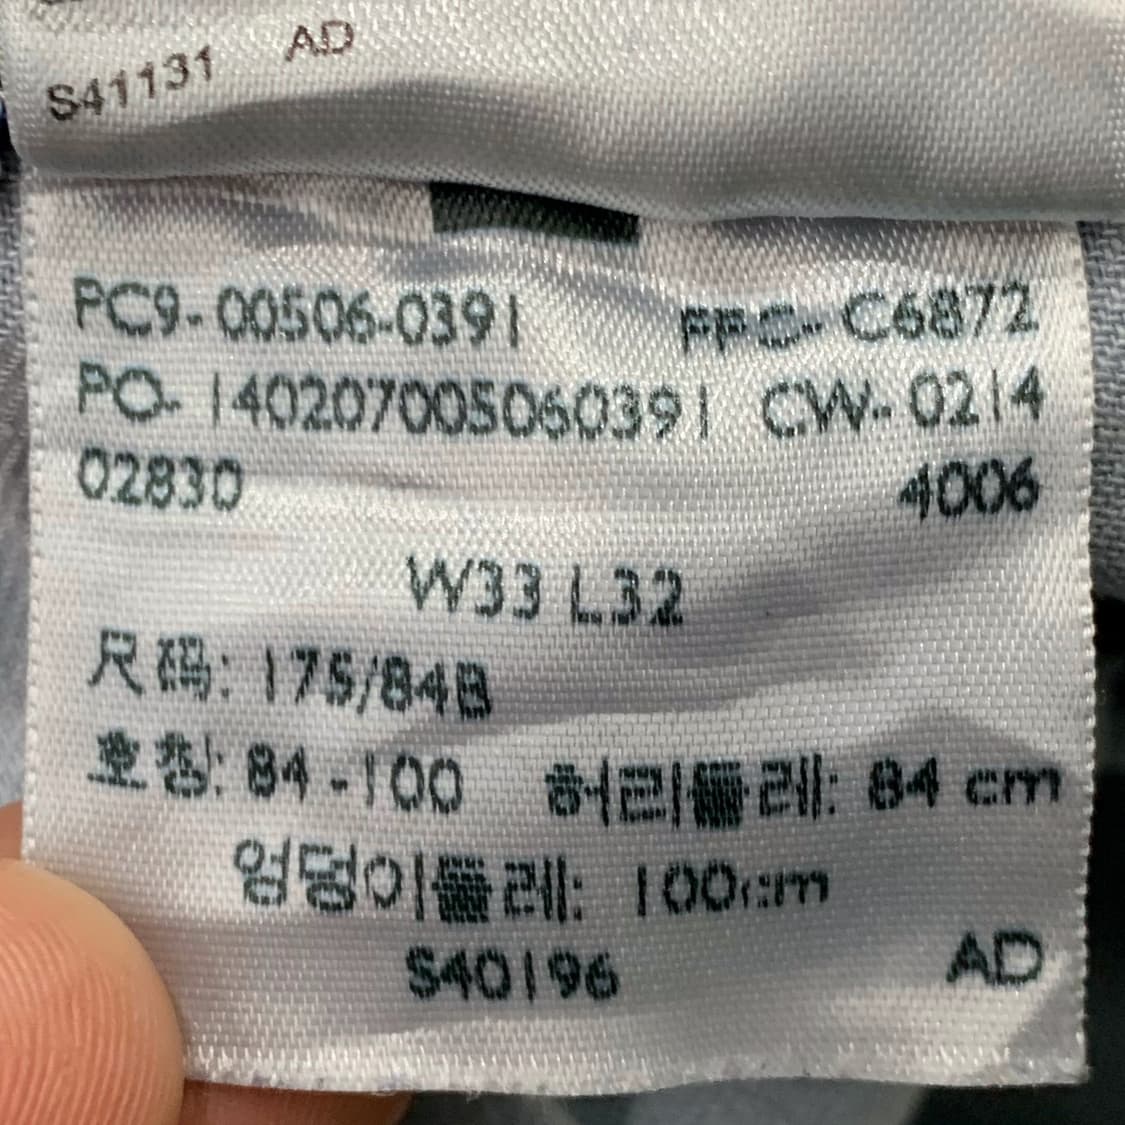 S41131 AD
PC9-00506-0391 FPC-C6872
PO-140207005060391 CW-0214
02830 4006
W33 L32
尺码: 175/84B
호칭: 84-100 허리둘레: 84 cm
엉덩이둘레: 100cm
S40196 AD